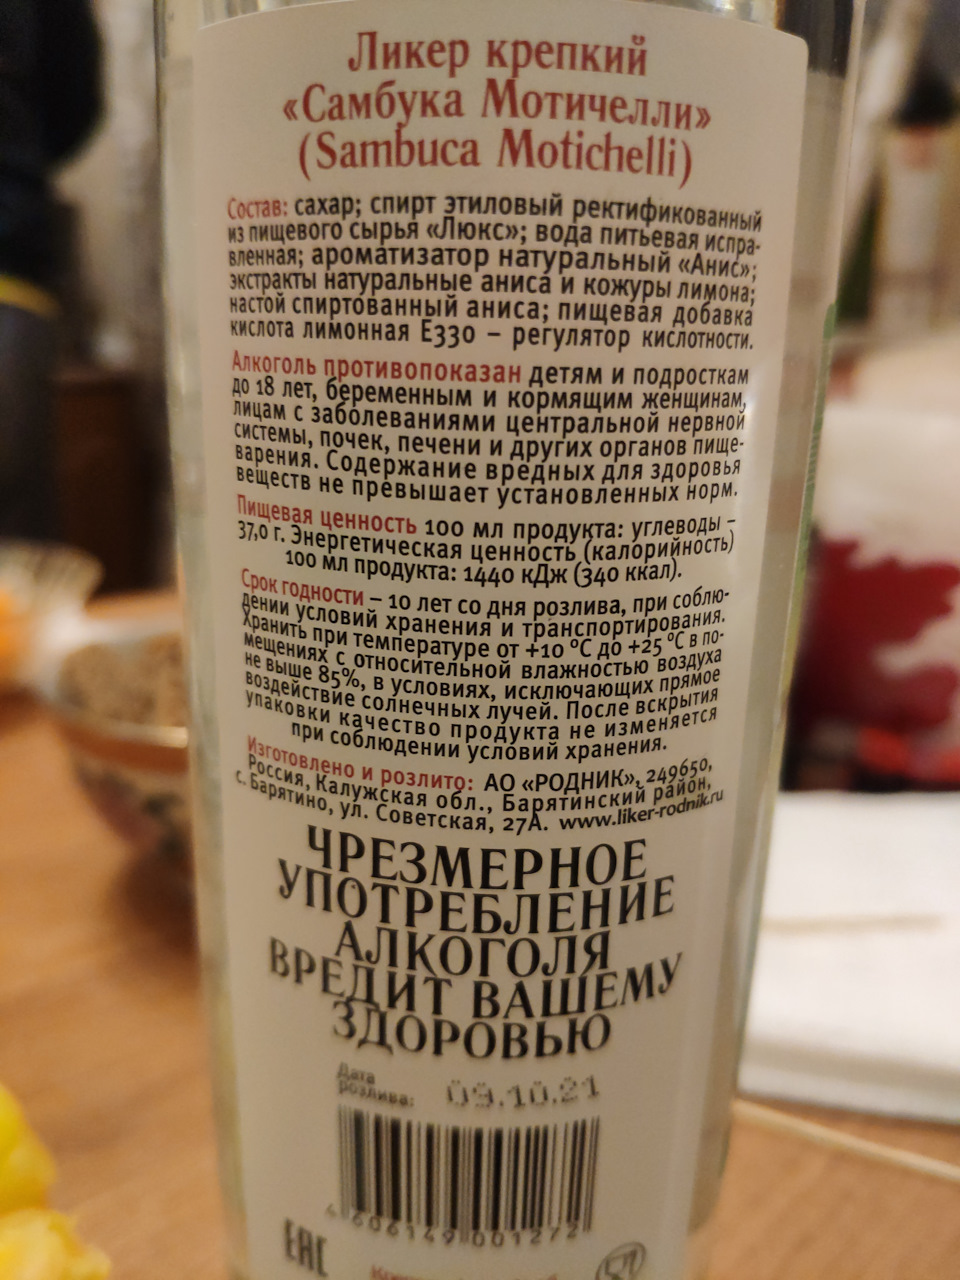 Ликер крепкий
«Самбука Мотичелли»
(Sambuca Motichelli)
Состав: сахар; спирт этиловый ректификованный
из пищевого сырья «Люкс»; вода питьевая испра-
вленная; ароматизатор натуральный «Анис»;
экстракты натуральные аниса и кожуры лимона;
настой спиртованный аниса; пищевая добавка
кислота лимонная Е330 – регулятор кислотности.
Алкоголь противопоказан детям и подросткам
до 18 лет, беременным и кормящим женщинам,
лицам с заболеваниями центральной нервной
системы, почек, печени и других органов пище-
варения. Содержание вредных для здоровья
веществ не превышает установленных норм.
Пищевая ценность 100 мл продукта: углеводы –
37,0 г. Энергетическая ценность (калорийность)
100 мл продукта: 1440 кДж (340 ккал).
Срок годности – 10 лет со дня розлива, при соблю-
дении условий хранения и транспортирования.
Хранить при температуре от +10 °С до +25 °С в по-
мещениях с относительной влажностью воздуха
не выше 85%, в условиях, исключающих прямое
воздействие солнечных лучей. После вскрытия
упаковки качество продукта не изменяется
при соблюдении условий хранения.
Изготовлено и розлито: АО «РОДНИК», 249650,
Россия, Калужская обл., Барятинский район,
с. Барятино, ул. Советская, 27А. www.liker-rodnik.ru
ЧРЕЗМЕРНОЕ
УПОТРЕБЛЕНИЕ
АЛКОГОЛЯ
ВРЕДИТ ВАШЕМУ
ЗДОРОВЬЮ
Дата
розлива: 09.10.21
4 606149 001272
ЕАС